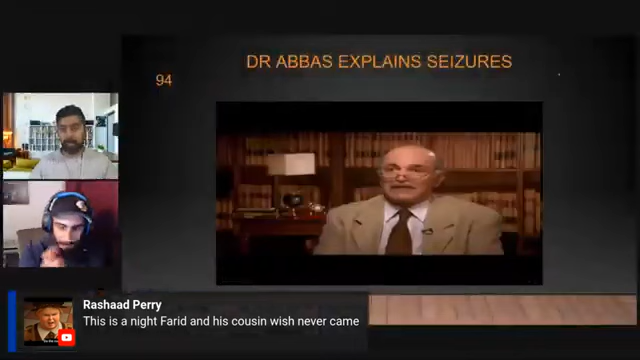 DR ABBAS EXPLAINS SEIZURES
94
Rashaad Perry
This is a night Farid and his cousin wish never came